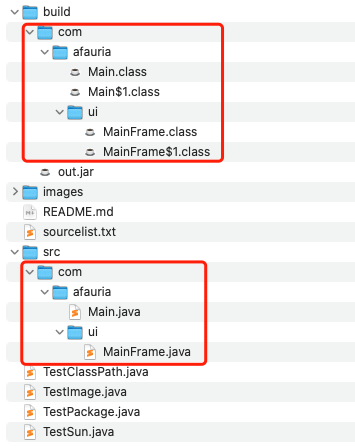 build
com
afauria
Main.class
Main$1.class
ui
MainFrame.class
MainFrame$1.class
out.jar
images
README.md
sourcelist.txt
src
com
afauria
Main.java
ui
MainFrame.java
TestClassPath.java
TestImage.java
TestPackage.java
TestSun.java